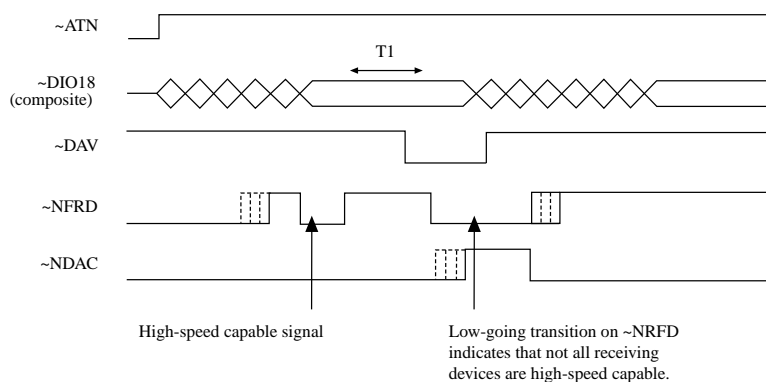 ~ATN
T1
~DIO18
(composite)
~DAV
~NFRD
~NDAC
High-speed capable signal
Low-going transition on ~NRFD
indicates that not all receiving
devices are high-speed capable.